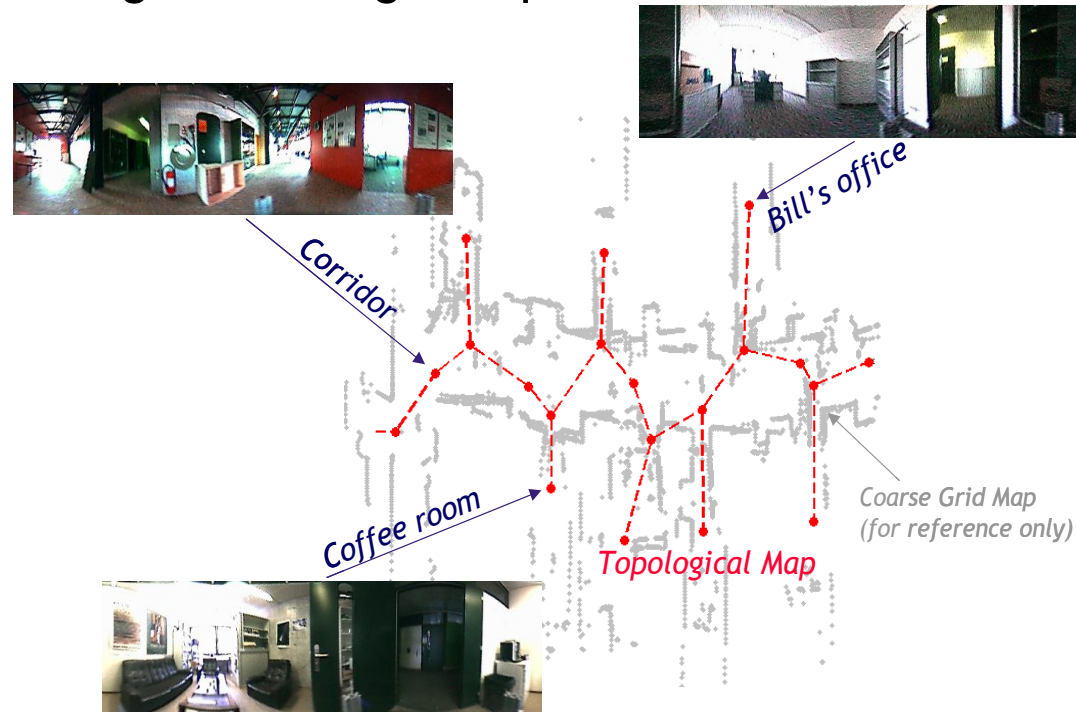 Bill's office
Corridor
Coffee room
Coarse Grid Map
(for reference only)
Topological Map